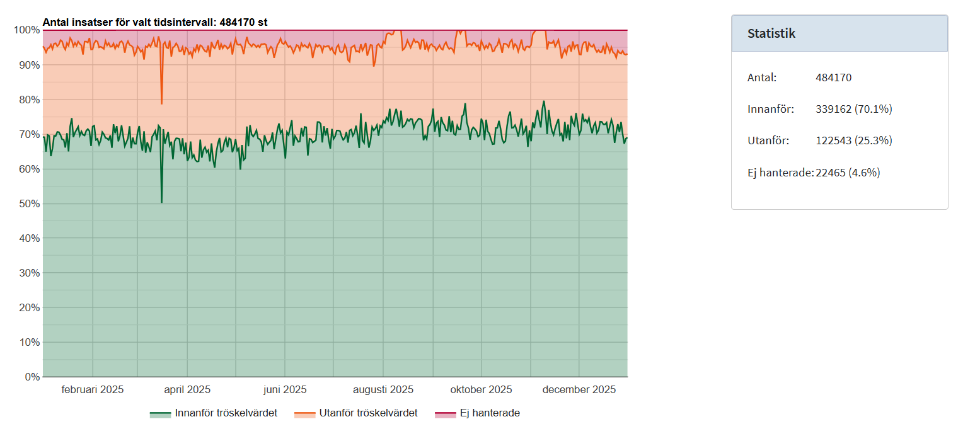 Antal insatser för valt tidsintervall: 484170 st
100%
90%
80%
70%
60%
50%
40%
30%
20%
10%
0%
februari 2025 april 2025 juni 2025 augusti 2025 oktober 2025 december 2025
Innanför tröskelvärdet Utanför tröskelvärdet Ej hanterade
Statistik
Antal: 484170
Innanför: 339162 (70.1%)
Utanför: 122543 (25.3%)
Ej hanterade: 22465 (4.6%)